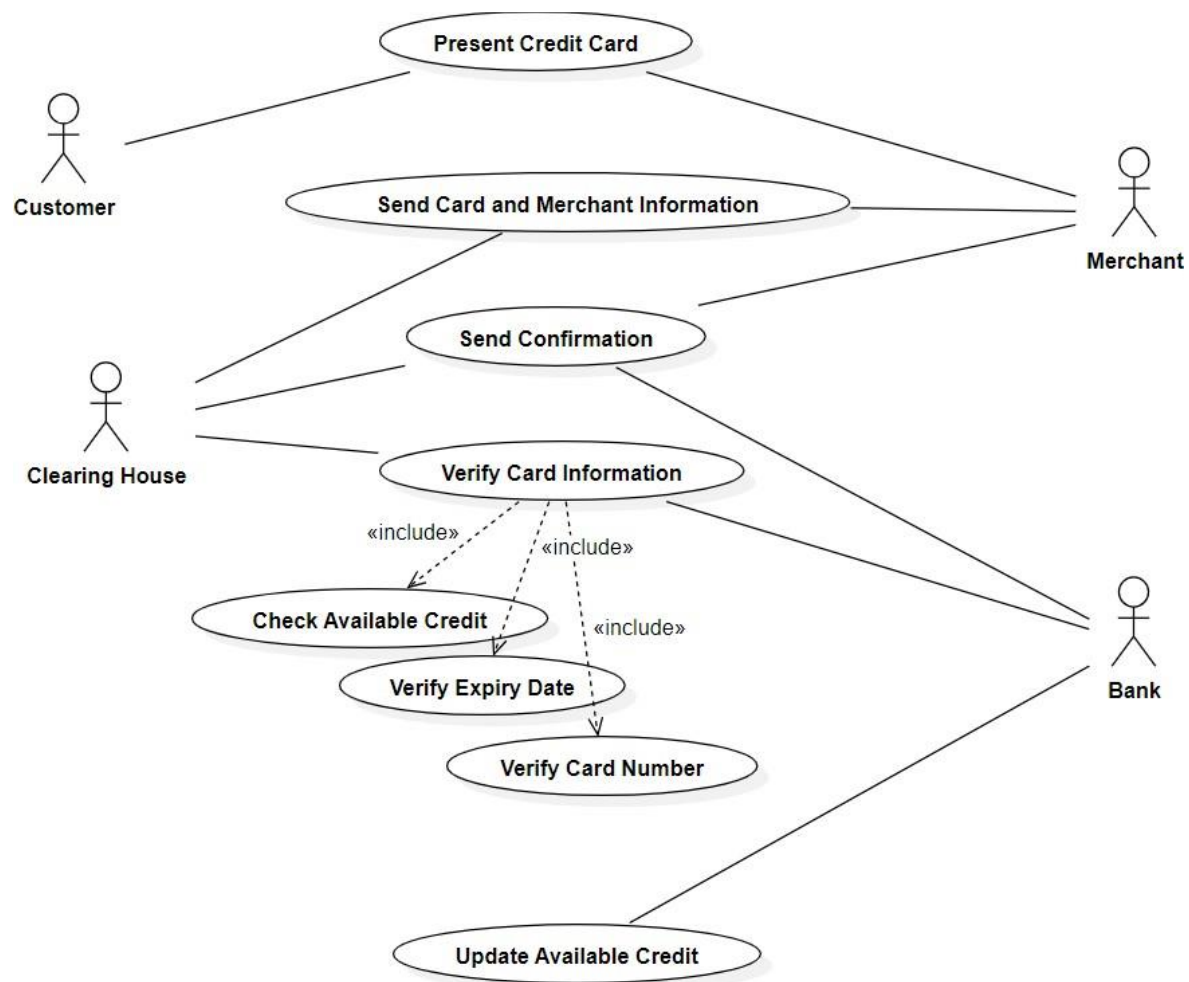 Present Credit Card
Customer
Send Card and Merchant Information
Merchant
Send Confirmation
Clearing House
Verify Card Information
«include»
«include»
«include»
Check Available Credit
Verify Expiry Date
Bank
Verify Card Number
Update Available Credit